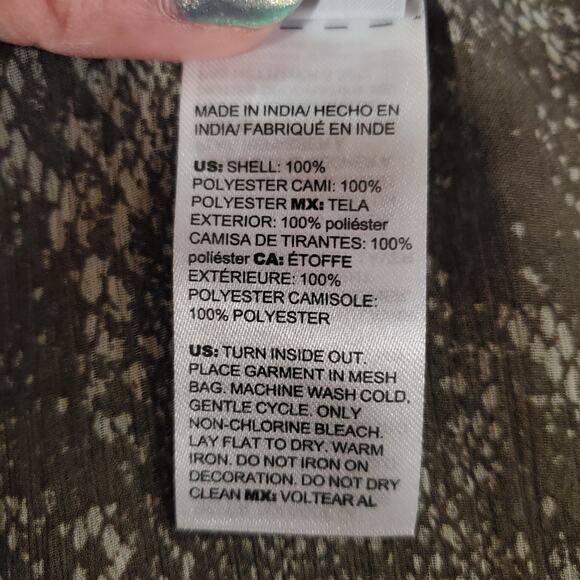 MADE IN INDIA/ HECHO EN
INDIA/ FABRIQUÉ EN INDE
US: SHELL: 100%
POLYESTER CAMI: 100%
POLYESTER MX: TELA
EXTERIOR: 100% poliéster
CAMISA DE TIRANTES: 100%
poliéster CA: ÉTOFFE
EXTÉRIEURE: 100%
POLYESTER CAMISOLE:
100% POLYESTER
US: TURN INSIDE OUT.
PLACE GARMENT IN MESH
BAG. MACHINE WASH COLD,
GENTLE CYCLE. ONLY
NON-CHLORINE BLEACH.
LAY FLAT TO DRY. WARM
IRON. DO NOT IRON ON
DECORATION. DO NOT DRY
CLEAN MX: VOLTEAR AL